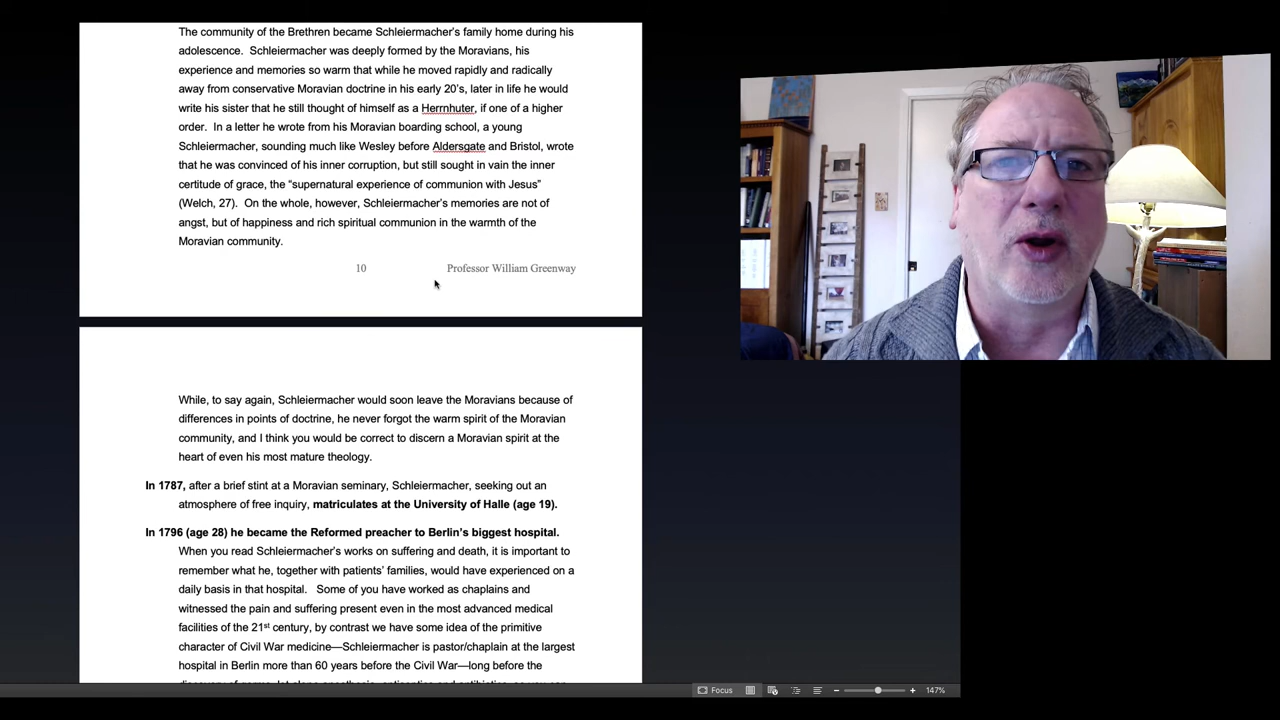 The community of the Brethren became Schleiermacher's family home during his
adolescence.  Schleiermacher was deeply formed by the Moravians, his
experience and memories so warm that while he moved rapidly and radically
away from conservative Moravian doctrine in his early 20's, later in life he would
write his sister that he still thought of himself as a Herrnhuter, if one of a higher
order.  In a letter he wrote from his Moravian boarding school, a young
Schleiermacher, sounding much like Wesley before Aldersgate and Bristol, wrote
that he was convinced of his inner corruption, but still sought in vain the inner
certitude of grace, the “supernatural experience of communion with Jesus”
(Welch, 27).  On the whole, however, Schleiermacher's memories are not of
angst, but of happiness and rich spiritual communion in the warmth of the
Moravian community.
10 Professor William Greenway
While, to say again, Schleiermacher would soon leave the Moravians because of
differences in points of doctrine, he never forgot the warm spirit of the Moravian
community, and I think you would be correct to discern a Moravian spirit at the
heart of even his most mature theology.
In 1787, after a brief stint at a Moravian seminary, Schleiermacher, seeking out an
atmosphere of free inquiry, matriculates at the University of Halle (age 19).
In 1796 (age 28) he became the Reformed preacher to Berlin's biggest hospital.
When you read Schleiermacher's works on suffering and death, it is important to
remember what he, together with patients' families, would have experienced on a
daily basis in that hospital.   Some of you have worked as chaplains and
witnessed the pain and suffering present even in the most advanced medical
facilities of the 21st century, by contrast we have some idea of the primitive
character of Civil War medicine—Schleiermacher is pastor/chaplain at the largest
hospital in Berlin more than 60 years before the Civil War—long before the
Focus
147%